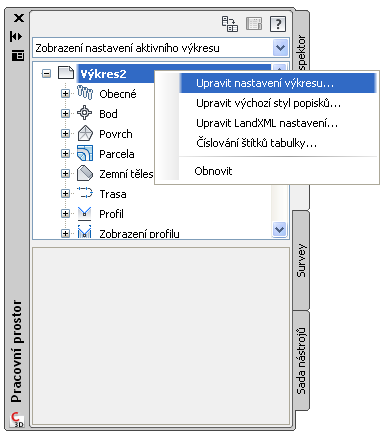 Zobrazení nastavení aktivního výkresu
Výkres2
Obecné
Bod
Povrch
Parcela
Zemní těles
Trasa
Profil
Zobrazení profilu
Upravit nastavení výkresu...
Upravit výchozí styl popisků...
Upravit LandXML nastavení...
Číslování štítků tabulky...
Obnovit
spektor
Survey
Sada nástrojů
Pracovní prostor
3D